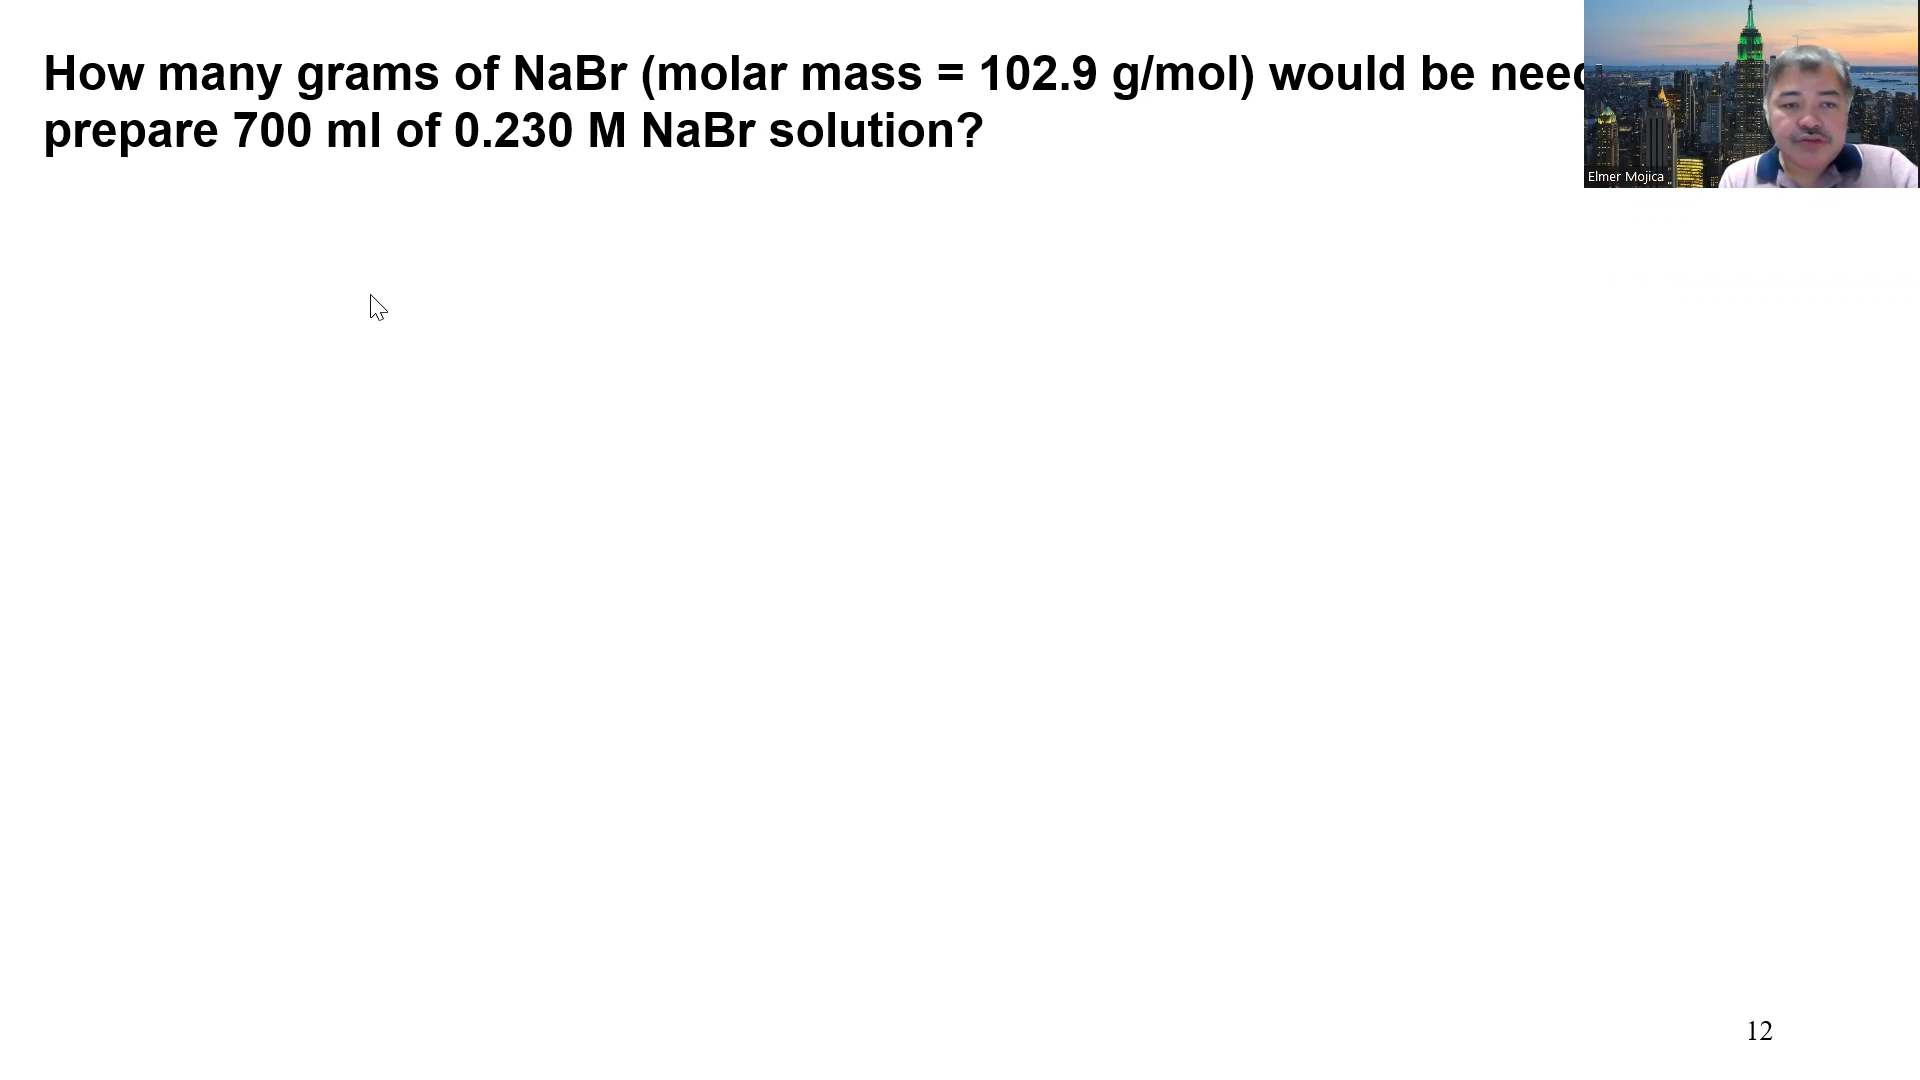 How many grams of NaBr (molar mass = 102.9 g/mol) would be
prepare 700 ml of 0.230 M NaBr solution?
Elmer Mojica
12